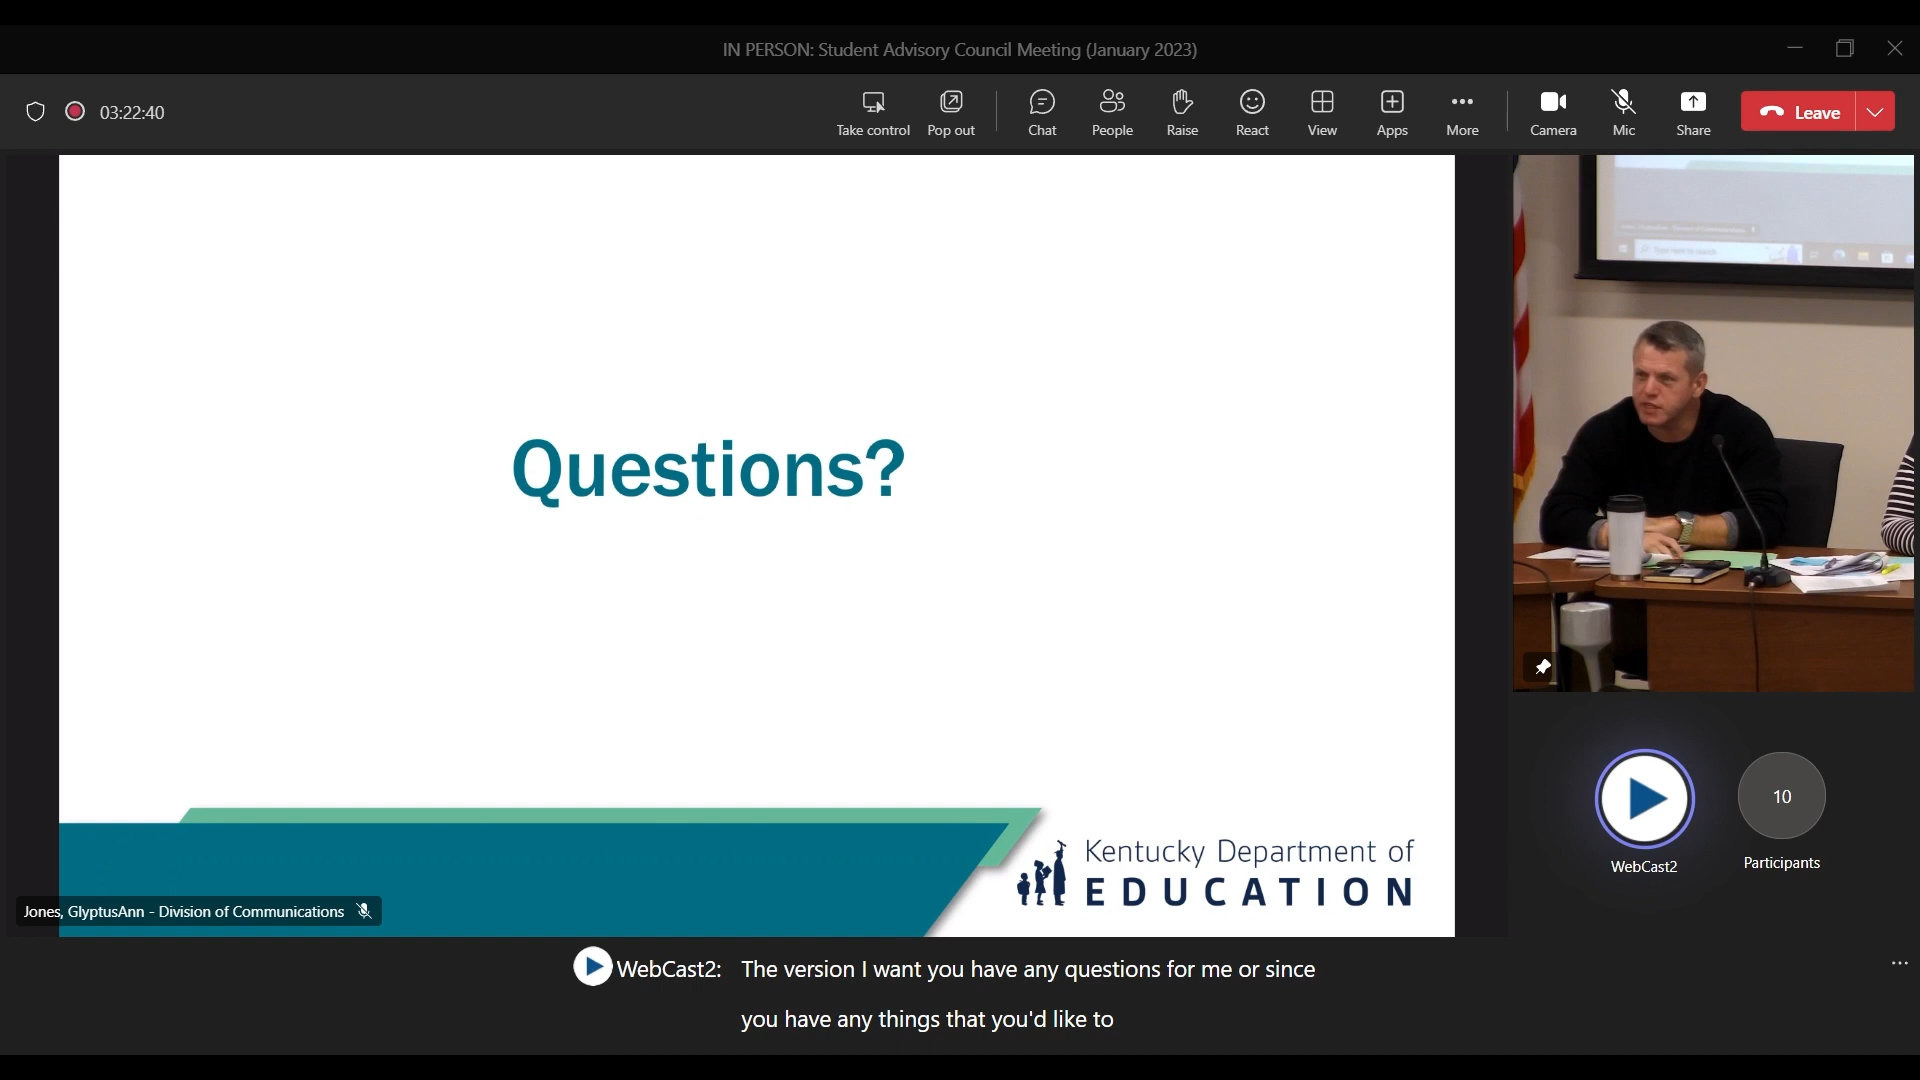 IN PERSON: Student Advisory Council Meeting (January 2023)
03:22:40
Take control
Pop out
Chat
People
Raise
React
View
Apps
More
Camera
Mic
Share
Leave
Questions?
Kentucky Department of
EDUCATION
Jones, GlyptusAnn - Division of Communications
10
WebCast2
Participants
WebCast2: The version I want you have any questions for me or since
you have any things that you'd like to